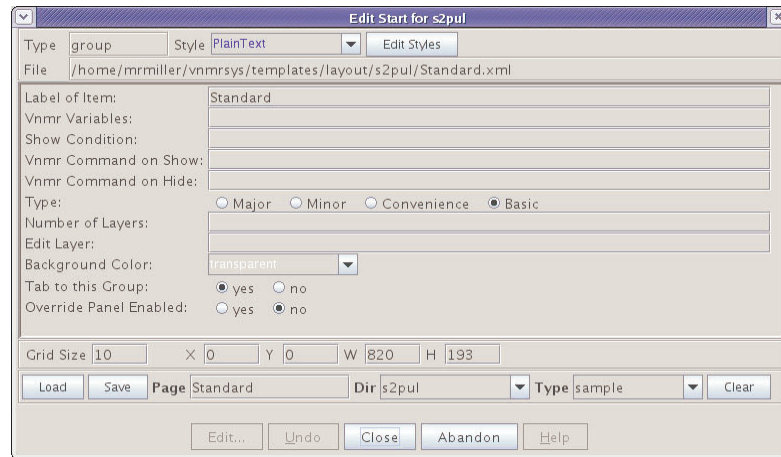 Edit Start for s2pul
Type group Style PlainText Edit Styles
File /home/mrmiller/vnmrsys/templates/layout/s2pul/Standard.xml
Label of Item: Standard
Vnmr Variables:
Show Condition:
Vnmr Command on Show:
Vnmr Command on Hide:
Type: Major Minor Convenience Basic
Number of Layers:
Edit Layer:
Background Color: transparent
Tab to this Group: yes no
Override Panel Enabled: yes no
Grid Size 10 X 0 Y 0 W 820 H 193
Load Save Page Standard Dir s2pul Type sample Clear
Edit... Undo Close Abandon Help